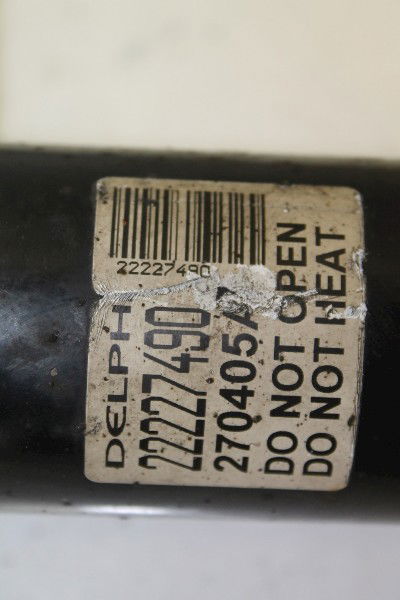 22227490
DELPH
22227490
270405A
DO NOT OPEN
DO NOT HEAT